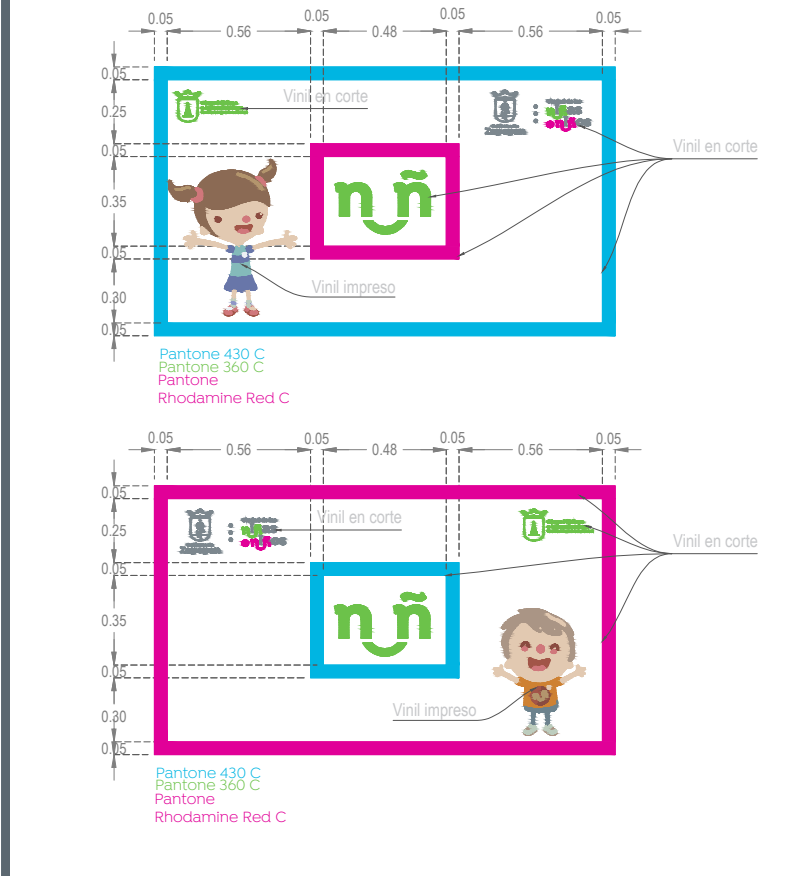 0.05 0.56 0.05 0.48 0.05 0.56 0.05
0.05
0.25
0.05
0.35
0.05
0.30
0.05
Vinil en corte
Vinil en corte
n ñ
Vinil impreso
Pantone 430 C
Pantone 360 C
Pantone
Rhodamine Red C
0.05 0.56 0.05 0.48 0.05 0.56 0.05
0.05
0.25
0.05
0.35
0.05
0.30
0.05
Vinil en corte
Vinil en corte
n ñ
Vinil impreso
Pantone 430 C
Pantone 360 C
Pantone
Rhodamine Red C